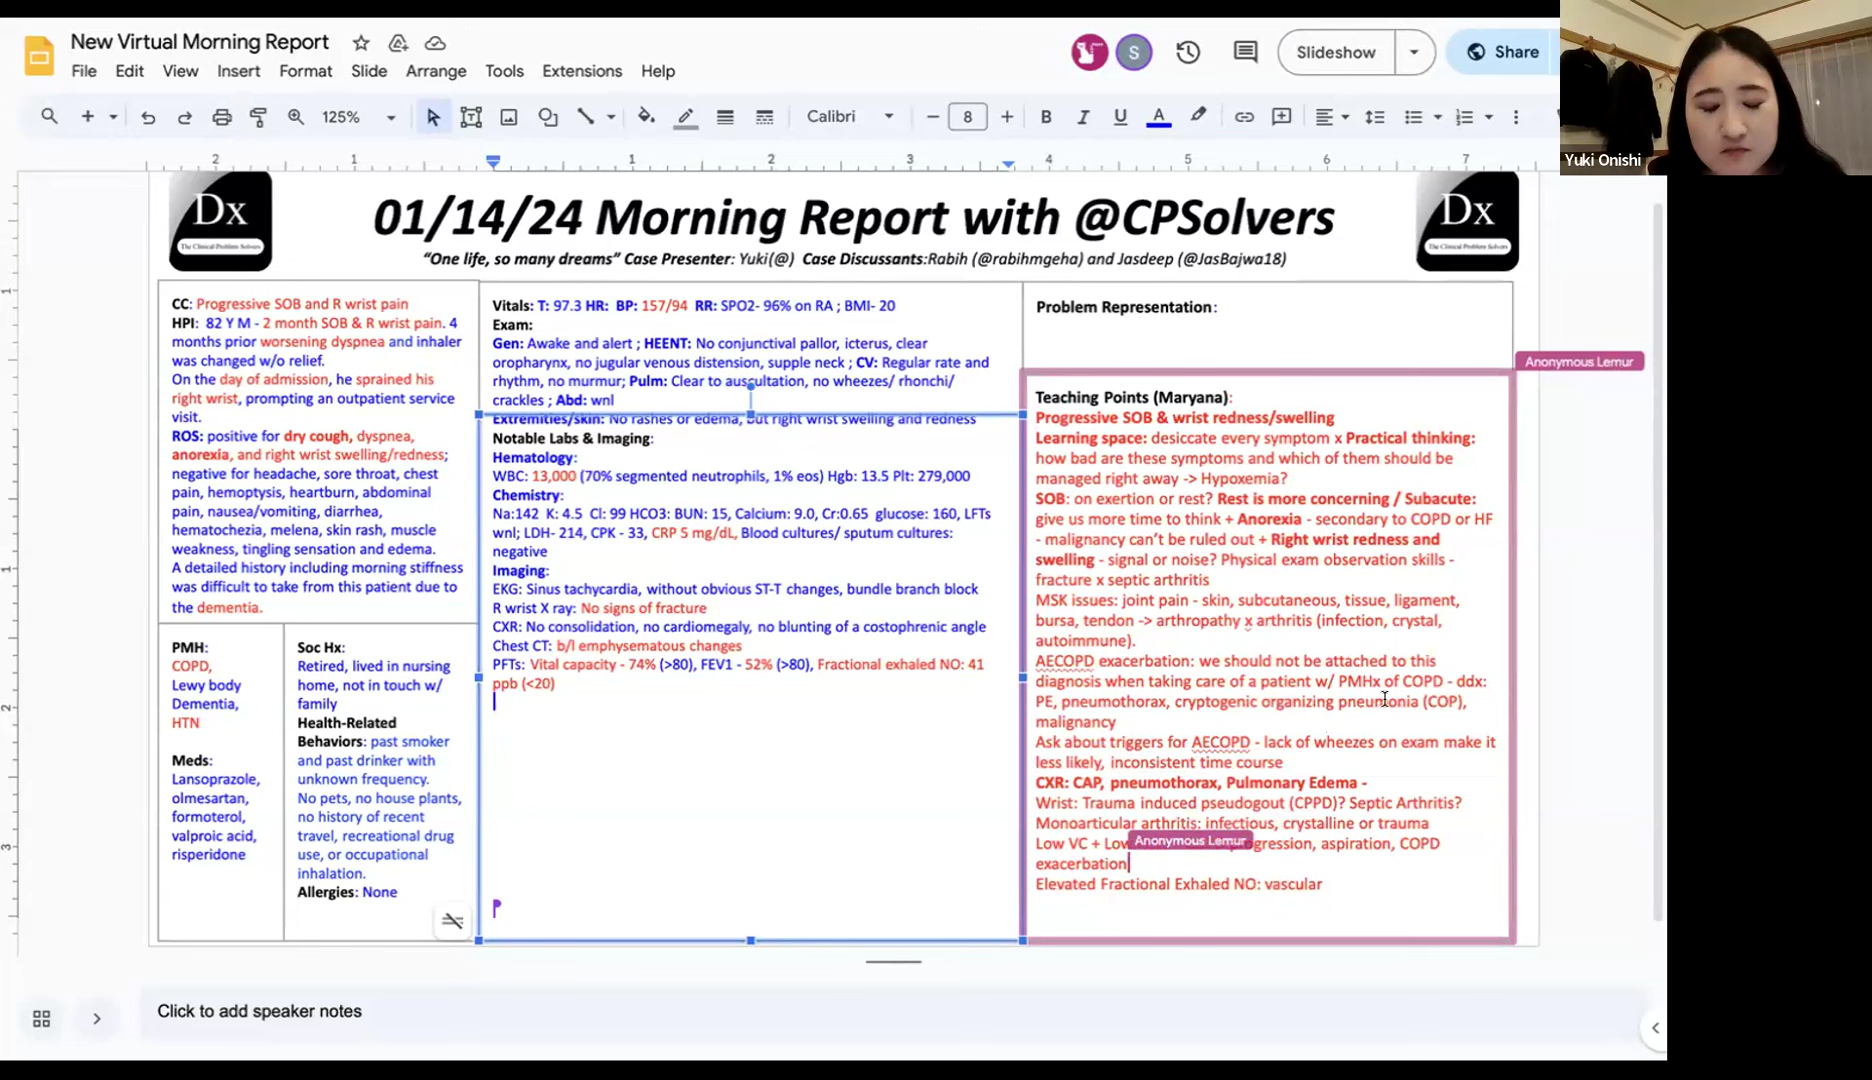 New Virtual Morning Report
File Edit View Insert Format Slide Arrange Tools Extensions Help
S
Slideshow
Share
125%
Calibri
8
B I U A
Yuki Onishi
2 1 1 2 3 4 5 6 7
1
1
2
3
Dx
The Clinical Problem Solvers
01/14/24 Morning Report with @CPSolvers
"One life, so many dreams" Case Presenter: Yuki(@) Case Discussants:Rabih (@rabihmgeha) and Jasdeep (@JasBajwa18)
Dx
The Clinical Problem Solvers
CC: Progressive SOB and R wrist pain
HPI: 82 Y M - 2 month SOB & R wrist pain. 4
months prior worsening dyspnea and inhaler
was changed w/o relief.
On the day of admission, he sprained his
right wrist, prompting an outpatient service
visit.
ROS: positive for dry cough, dyspnea,
anorexia, and right wrist swelling/redness;
negative for headache, sore throat, chest
pain, hemoptysis, heartburn, abdominal
pain, nausea/vomiting, diarrhea,
hematochezia, melena, skin rash, muscle
weakness, tingling sensation and edema.
A detailed history including morning stiffness
was difficult to take from this patient due to
the dementia.
PMH:
COPD,
Lewy body
Dementia,
HTN
Meds:
Lansoprazole,
olmesartan,
formoterol,
valproic acid,
risperidone
Soc Hx:
Retired, lived in nursing
home, not in touch w/
family
Health-Related
Behaviors: past smoker
and past drinker with
unknown frequency.
No pets, no house plants,
no history of recent
travel, recreational drug
use, or occupational
inhalation.
Allergies: None
Vitals: T: 97.3 HR: BP: 157/94 RR: SPO2- 96% on RA ; BMI- 20
Exam:
Gen: Awake and alert ; HEENT: No conjunctival pallor, icterus, clear
oropharynx, no jugular venous distension, supple neck ; CV: Regular rate and
rhythm, no murmur; Pulm: Clear to auscultation, no wheezes/ rhonchi/
crackles ; Abd: wnl
Extremities/skin: No rashes or edema, but right wrist swelling and redness
Notable Labs & Imaging:
Hematology:
WBC: 13,000 (70% segmented neutrophils, 1% eos) Hgb: 13.5 Plt: 279,000
Chemistry:
Na:142 K: 4.5 Cl: 99 HCO3: BUN: 15, Calcium: 9.0, Cr:0.65 glucose: 160, LFTs
wnl; LDH- 214, CPK - 33, CRP 5 mg/dL, Blood cultures/ sputum cultures:
negative
Imaging:
EKG: Sinus tachycardia, without obvious ST-T changes, bundle branch block
R wrist X ray: No signs of fracture
CXR: No consolidation, no cardiomegaly, no blunting of a costophrenic angle
Chest CT: b/l emphysematous changes
PFTs: Vital capacity - 74% (>80), FEV1 - 52% (>80), Fractional exhaled NO: 41
ppb (<20)
Problem Representation:
Anonymous Lemur
Teaching Points (Maryana):
Progressive SOB & wrist redness/swelling
Learning space: desiccate every symptom x Practical thinking:
how bad are these symptoms and which of them should be
managed right away -> Hypoxemia?
SOB: on exertion or rest? Rest is more concerning / Subacute:
give us more time to think + Anorexia - secondary to COPD or HF
- malignancy can't be ruled out + Right wrist redness and
swelling - signal or noise? Physical exam observation skills -
fracture x septic arthritis
MSK issues: joint pain - skin, subcutaneous, tissue, ligament,
bursa, tendon -> arthropathy x arthritis (infection, crystal,
autoimmune).
AECOPD exacerbation: we should not be attached to this
diagnosis when taking care of a patient w/ PMHx of COPD - ddx:
PE, pneumothorax, cryptogenic organizing pneumonia (COP),
malignancy
Ask about triggers for AECOPD - lack of wheezes on exam make it
less likely, inconsistent time course
CXR: CAP, pneumothorax, Pulmonary Edema -
Wrist: Trauma induced pseudogout (CPPD)? Septic Arthritis?
Monoarticular arthritis: infectious, crystalline or trauma
Anonymous Lemur
Low VC + Low aspiration, COPD
exacerbation
Elevated Fractional Exhaled NO: vascular
Click to add speaker notes